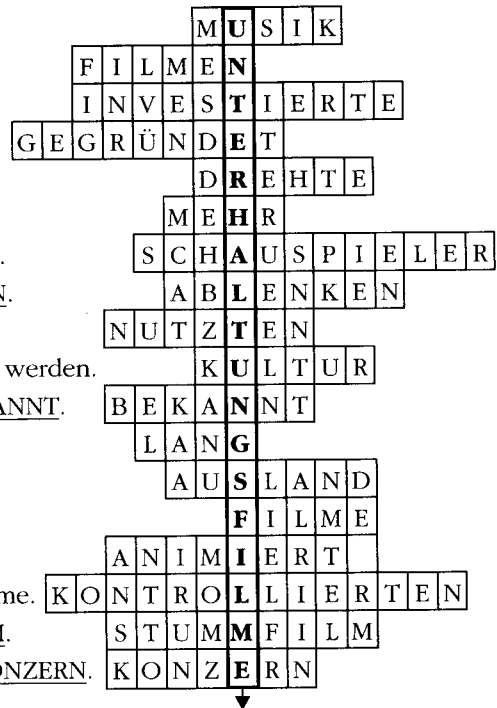 MUSIK
FILMEN
INVESTIERTE
GEGRÜNDET
DREHTE
MEHR
. SCHAUSPIELER
N. ABLENKEN
NUTZTEN
werden. KULTUR
ANNT. BEKANNT
LANG
AUSLAND
FILME
ANIMIERT
me. KONTROLLIERTEN
M. STUMMFILM
ONZERN. KONZERN